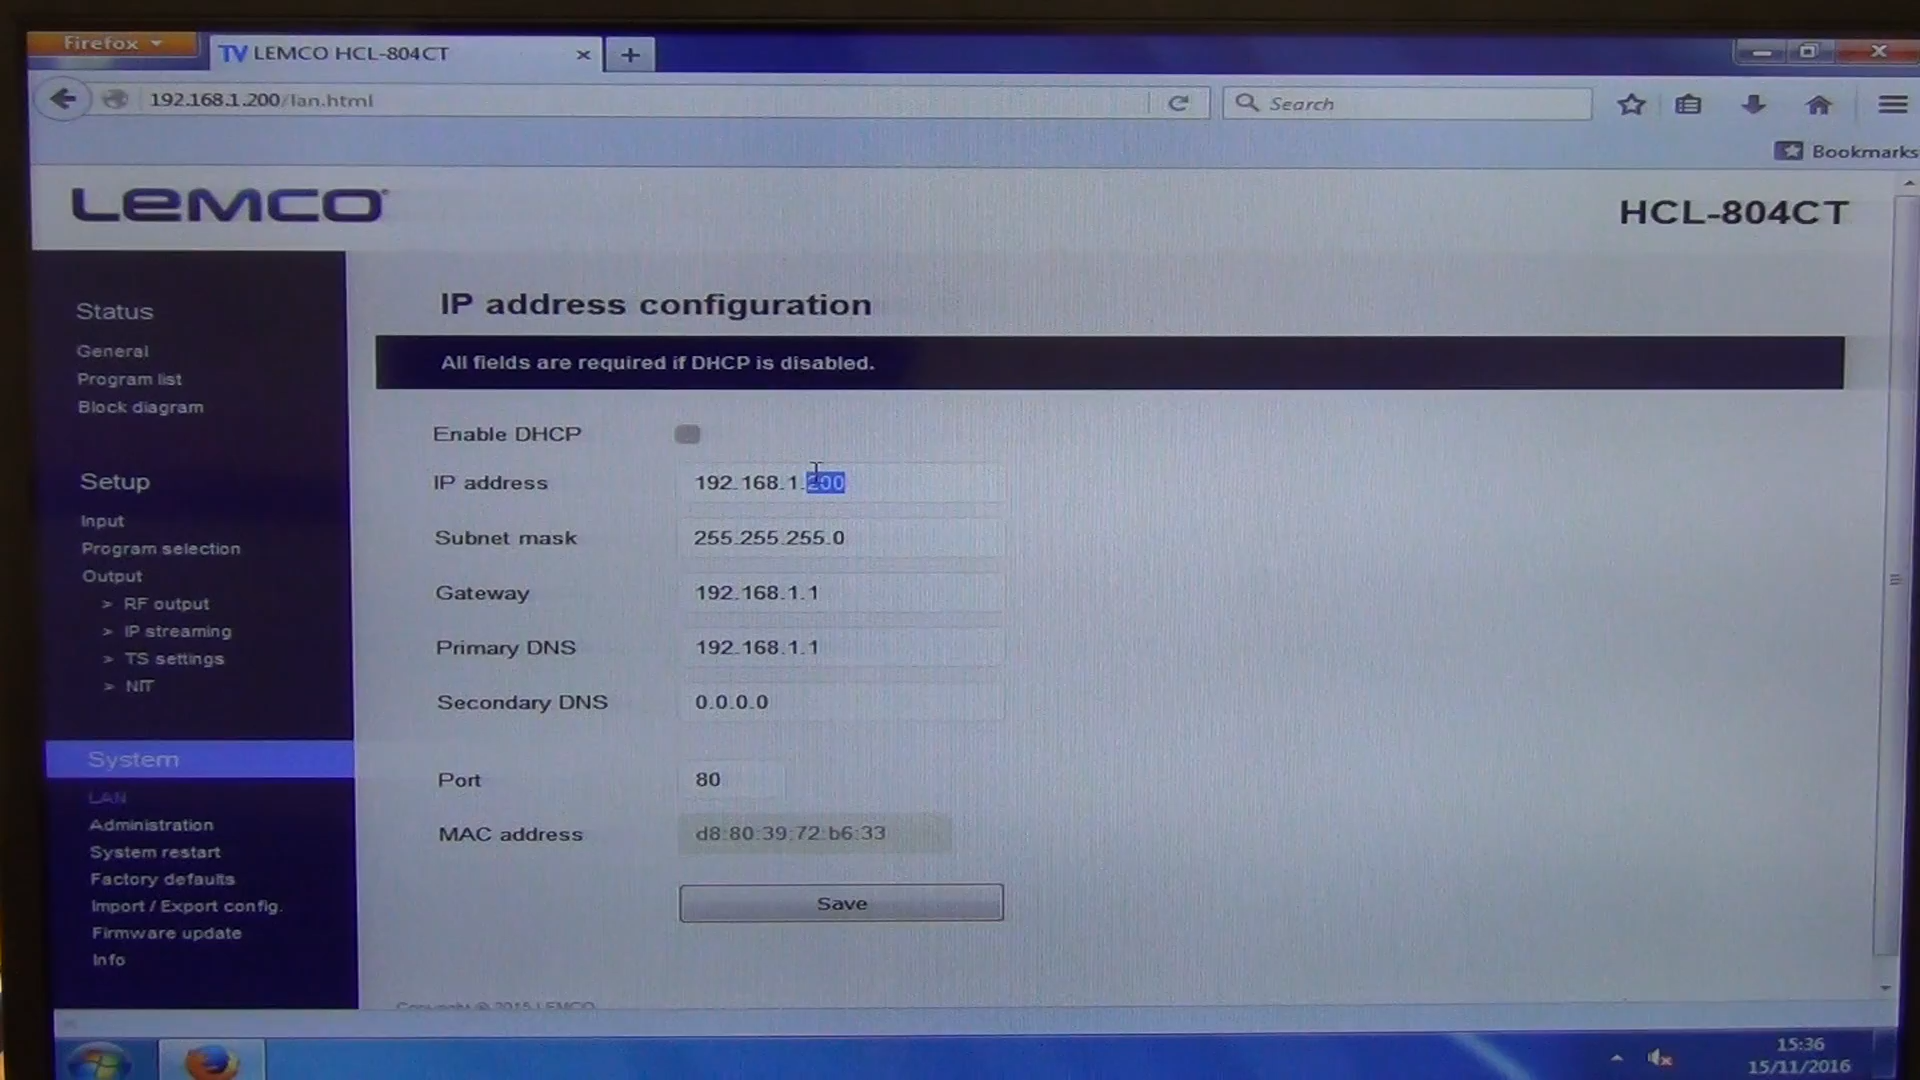 Firefox
TV LEMCO HCL-804CT
192.168.1.200/lan.html
Search
Bookmarks
LEMCO
HCL-804CT
Status
General
Program list
Block diagram
Setup
Input
Program selection
Output
> RF output
> IP streaming
> TS settings
> NIT
System
LAN
Administration
System restart
Factory defaults
Import / Export config.
Firmware update
Info
IP address configuration
All fields are required if DHCP is disabled.
Enable DHCP
IP address 192.168.1.200
Subnet mask 255.255.255.0
Gateway 192.168.1.1
Primary DNS 192.168.1.1
Secondary DNS 0.0.0.0
Port 80
MAC address d8:80:39:72:b6:33
Save
Copyright © 2015 LEMCO
15:36
15/11/2016